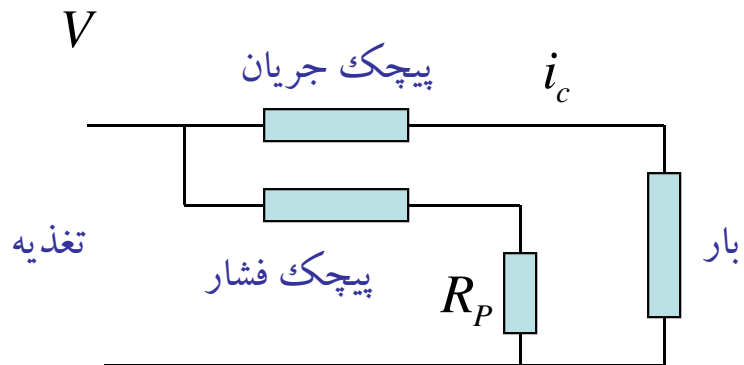 V
پیچک جریان
i_c
تغذیه
پیچک فشار
R_P
بار